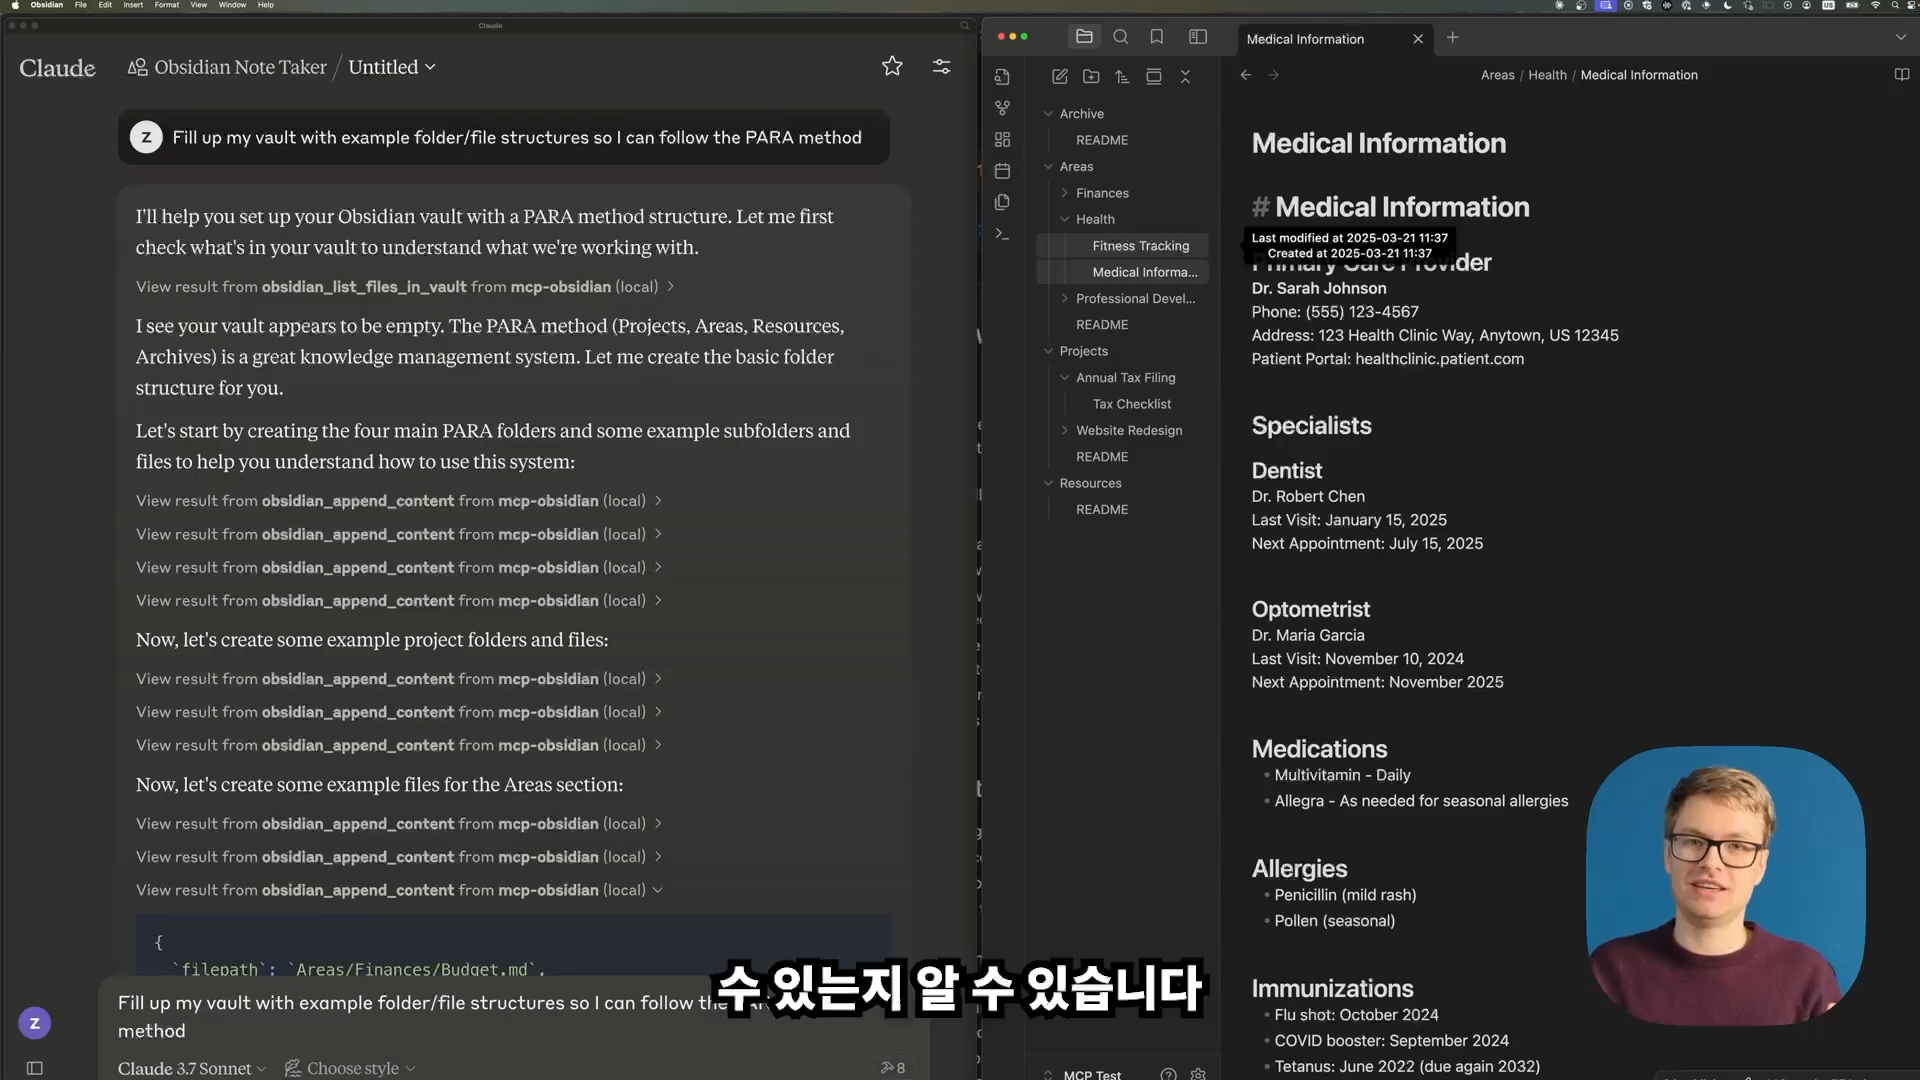 Obsidian File Edit Insert Format View Window Help
Claude
Claude Obsidian Note Taker / Untitled
Z Fill up my vault with example folder/file structures so I can follow the PARA method
I'll help you set up your Obsidian vault with a PARA method structure. Let me first
check what's in your vault to understand what we're working with.
View result from obsidian_list_files_in_vault from mcp-obsidian (local)
I see your vault appears to be empty. The PARA method (Projects, Areas, Resources,
Archives) is a great knowledge management system. Let me create the basic folder
structure for you.
Let's start by creating the four main PARA folders and some example subfolders and
files to help you understand how to use this system:
View result from obsidian_append_content from mcp-obsidian (local)
View result from obsidian_append_content from mcp-obsidian (local)
View result from obsidian_append_content from mcp-obsidian (local)
View result from obsidian_append_content from mcp-obsidian (local)
Now, let's create some example project folders and files:
View result from obsidian_append_content from mcp-obsidian (local)
View result from obsidian_append_content from mcp-obsidian (local)
View result from obsidian_append_content from mcp-obsidian (local)
Now, let's create some example files for the Areas section:
View result from obsidian_append_content from mcp-obsidian (local)
View result from obsidian_append_content from mcp-obsidian (local)
View result from obsidian_append_content from mcp-obsidian (local)
{
`filepath`: `Areas/Finances/Budget.md`,
Fill up my vault with example folder/file structures so I can follow the
method
Z
Claude 3.7 Sonnet Choose style 8
Archive
README
Areas
Finances
Health
Fitness Tracking
Medical Informa...
Professional Devel...
README
Projects
Annual Tax Filing
Tax Checklist
Website Redesign
README
Resources
README
MCP Test
Medical Information
Areas / Health / Medical Information
Medical Information
# Medical Information
Last modified at 2025-03-21 11:37
Created at 2025-03-21 11:37
Primary Care Provider
Dr. Sarah Johnson
Phone: (555) 123-4567
Address: 123 Health Clinic Way, Anytown, US 12345
Patient Portal: healthclinic.patient.com
Specialists
Dentist
Dr. Robert Chen
Last Visit: January 15, 2025
Next Appointment: July 15, 2025
Optometrist
Dr. Maria Garcia
Last Visit: November 10, 2024
Next Appointment: November 2025
Medications
Multivitamin - Daily
Allegra - As needed for seasonal allergies
Allergies
Penicillin (mild rash)
Pollen (seasonal)
Immunizations
Flu shot: October 2024
COVID booster: September 2024
Tetanus: June 2022 (due again 2032)
수 있는지 알 수 있습니다